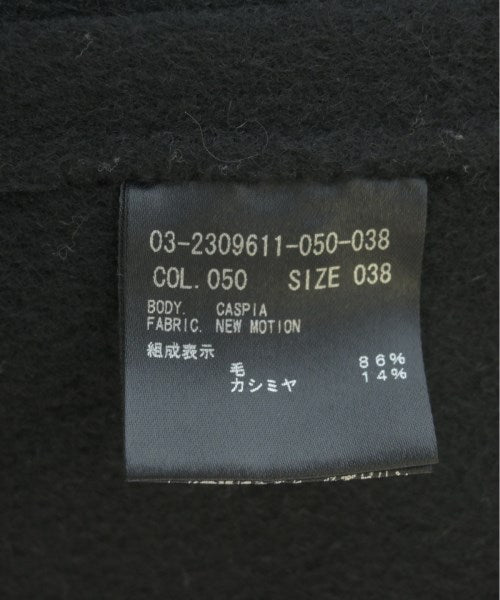 03-2309611-050-038
COL. 050 SIZE 038
BODY. CASPIA
FABRIC. NEW MOTION
組成表示
毛 86%
カシミヤ 14%